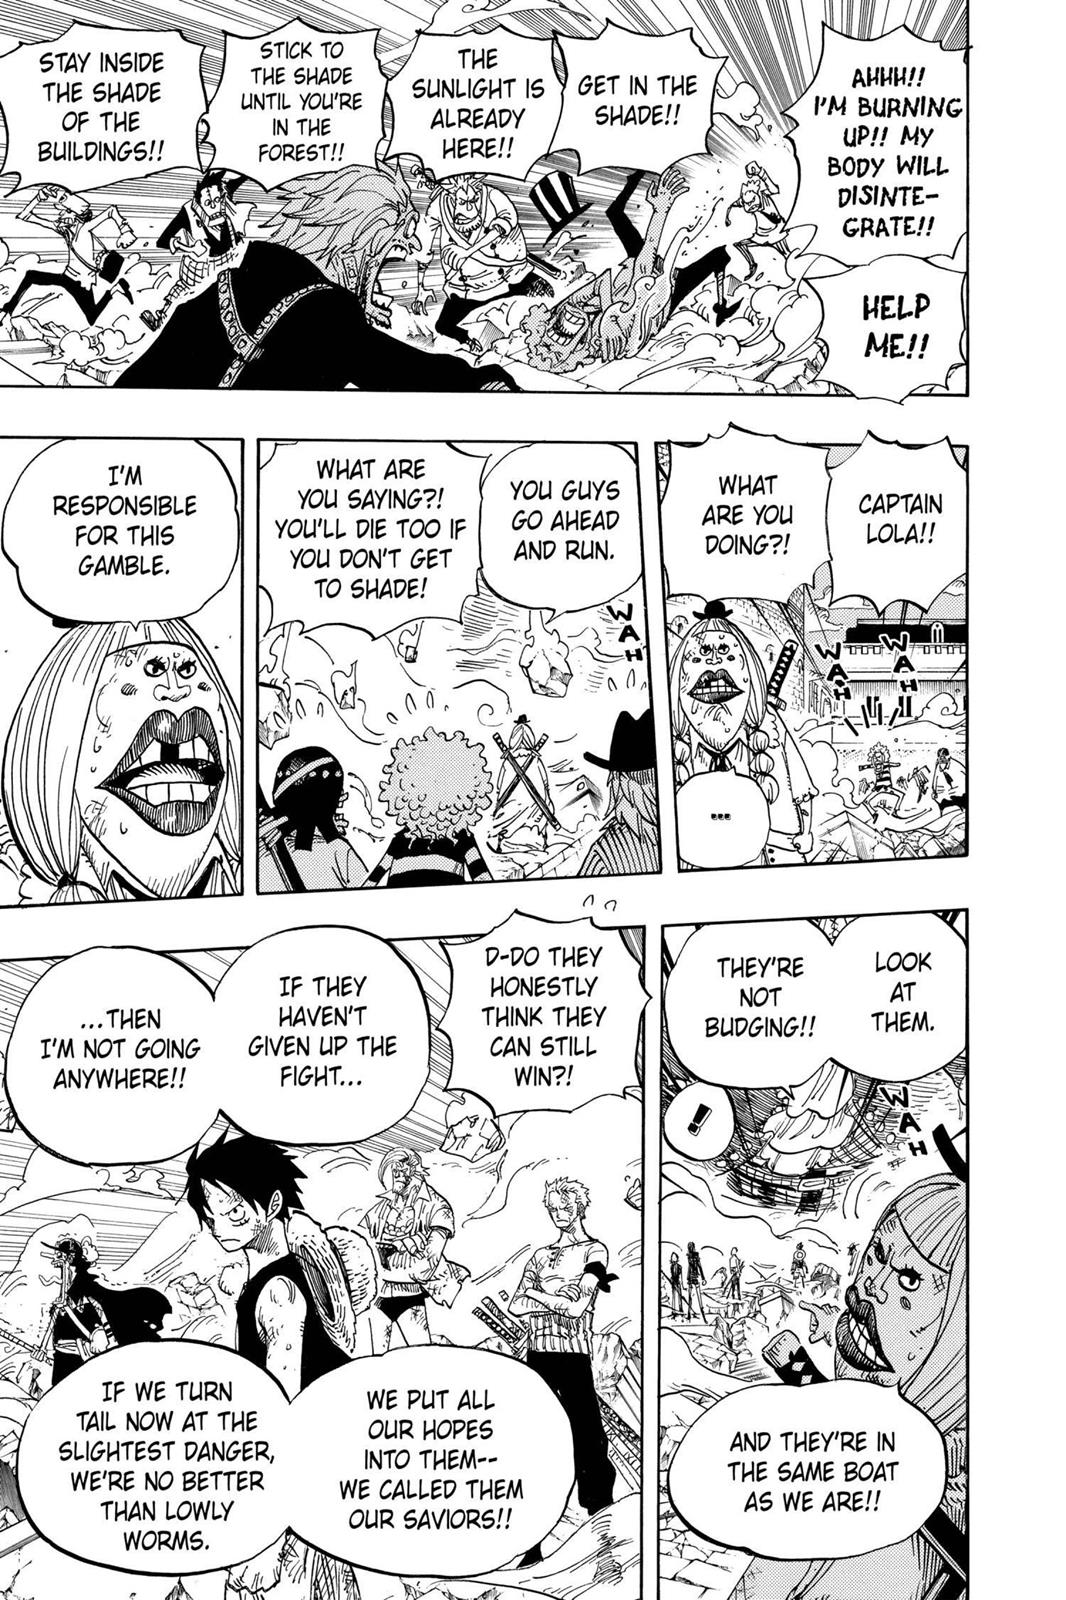 AHHH!!
I'M BURNING
UP!! MY
BODY WILL
DISINTE-
GRATE!!
HELP
ME!!
GET IN THE
SHADE!!
THE
SUNLIGHT IS
ALREADY
HERE!!
STICK TO
THE SHADE
UNTIL YOU'RE
IN THE
FOREST!!
STAY INSIDE
THE SHADE
OF THE
BUILDINGS!!
CAPTAIN
LOLA!!
WHAT
ARE YOU
DOING?!
WAH
WAH
...
YOU GUYS
GO AHEAD
AND RUN.
WHAT ARE
YOU SAYING?!
YOU'LL DIE TOO IF
YOU DON'T GET
TO SHADE!
WAH
I'M
RESPONSIBLE
FOR THIS
GAMBLE.
LOOK
AT
THEM.
THEY'RE
NOT
BUDGING!!
WAH
WAH
!
AND THEY'RE IN
THE SAME BOAT
AS WE ARE!!
D-DO THEY
HONESTLY
THINK THEY
CAN STILL
WIN?!
IF THEY
HAVEN'T
GIVEN UP THE
FIGHT...
...THEN
I'M NOT GOING
ANYWHERE!!
WE PUT ALL
OUR HOPES
INTO THEM--
WE CALLED THEM
OUR SAVIORS!!
IF WE TURN
TAIL NOW AT THE
SLIGHTEST DANGER,
WE'RE NO BETTER
THAN LOWLY
WORMS.